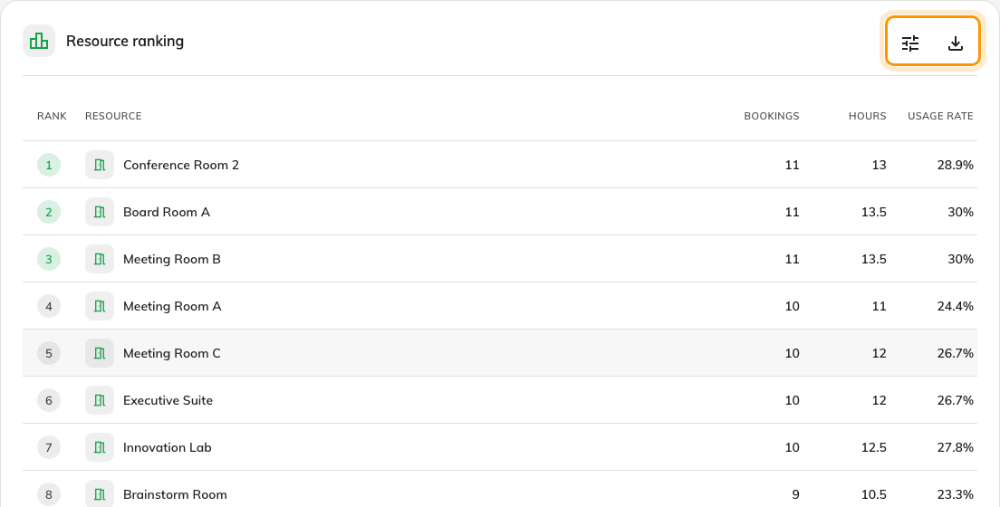 Resource ranking
RANK RESOURCE BOOKINGS HOURS USAGE RATE
1 Conference Room 2 11 13 28.9%
2 Board Room A 11 13.5 30%
3 Meeting Room B 11 13.5 30%
4 Meeting Room A 10 11 24.4%
5 Meeting Room C 10 12 26.7%
6 Executive Suite 10 12 26.7%
7 Innovation Lab 10 12.5 27.8%
8 Brainstorm Room 9 10.5 23.3%